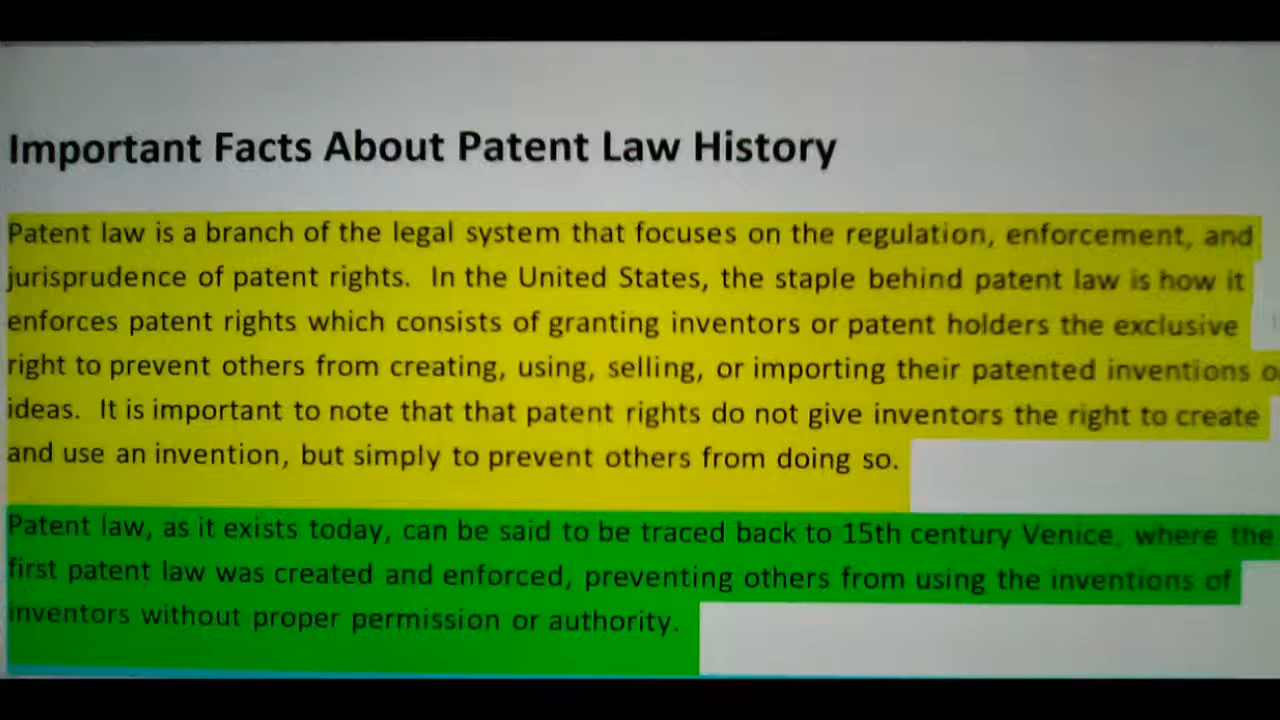 Important Facts About Patent Law History
Patent law is a branch of the legal system that focuses on the regulation, enforcement, and
jurisprudence of patent rights.  In the United States, the staple behind patent law is how it
enforces patent rights which consists of granting inventors or patent holders the exclusive
right to prevent others from creating, using, selling, or importing their patented inventions o
ideas.  It is important to note that that patent rights do not give inventors the right to create
and use an invention, but simply to prevent others from doing so.
Patent law, as it exists today, can be said to be traced back to 15th century Venice, where the
first patent law was created and enforced, preventing others from using the inventions of
inventors without proper permission or authority.